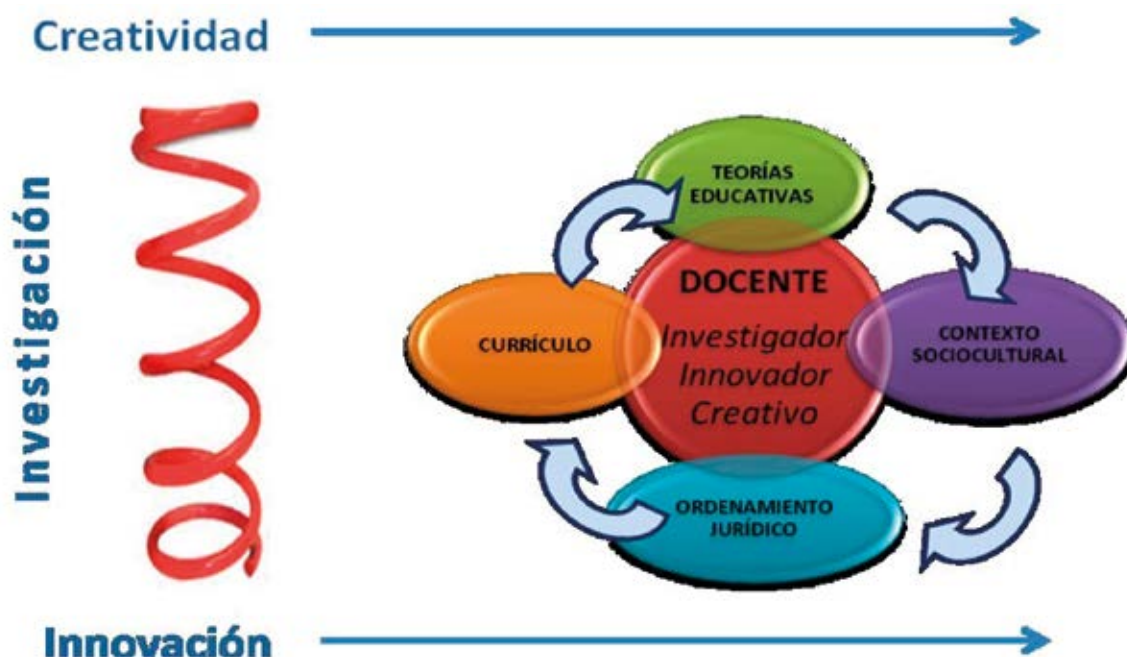 Creatividad
Investigación
TEORÍAS
EDUCATIVAS
DOCENTE
Investigador
Innovador
Creativo
CURRÍCULO
CONTEXTO
SOCIOCULTURAL
ORDENAMIENTO
JURÍDICO
Innovación